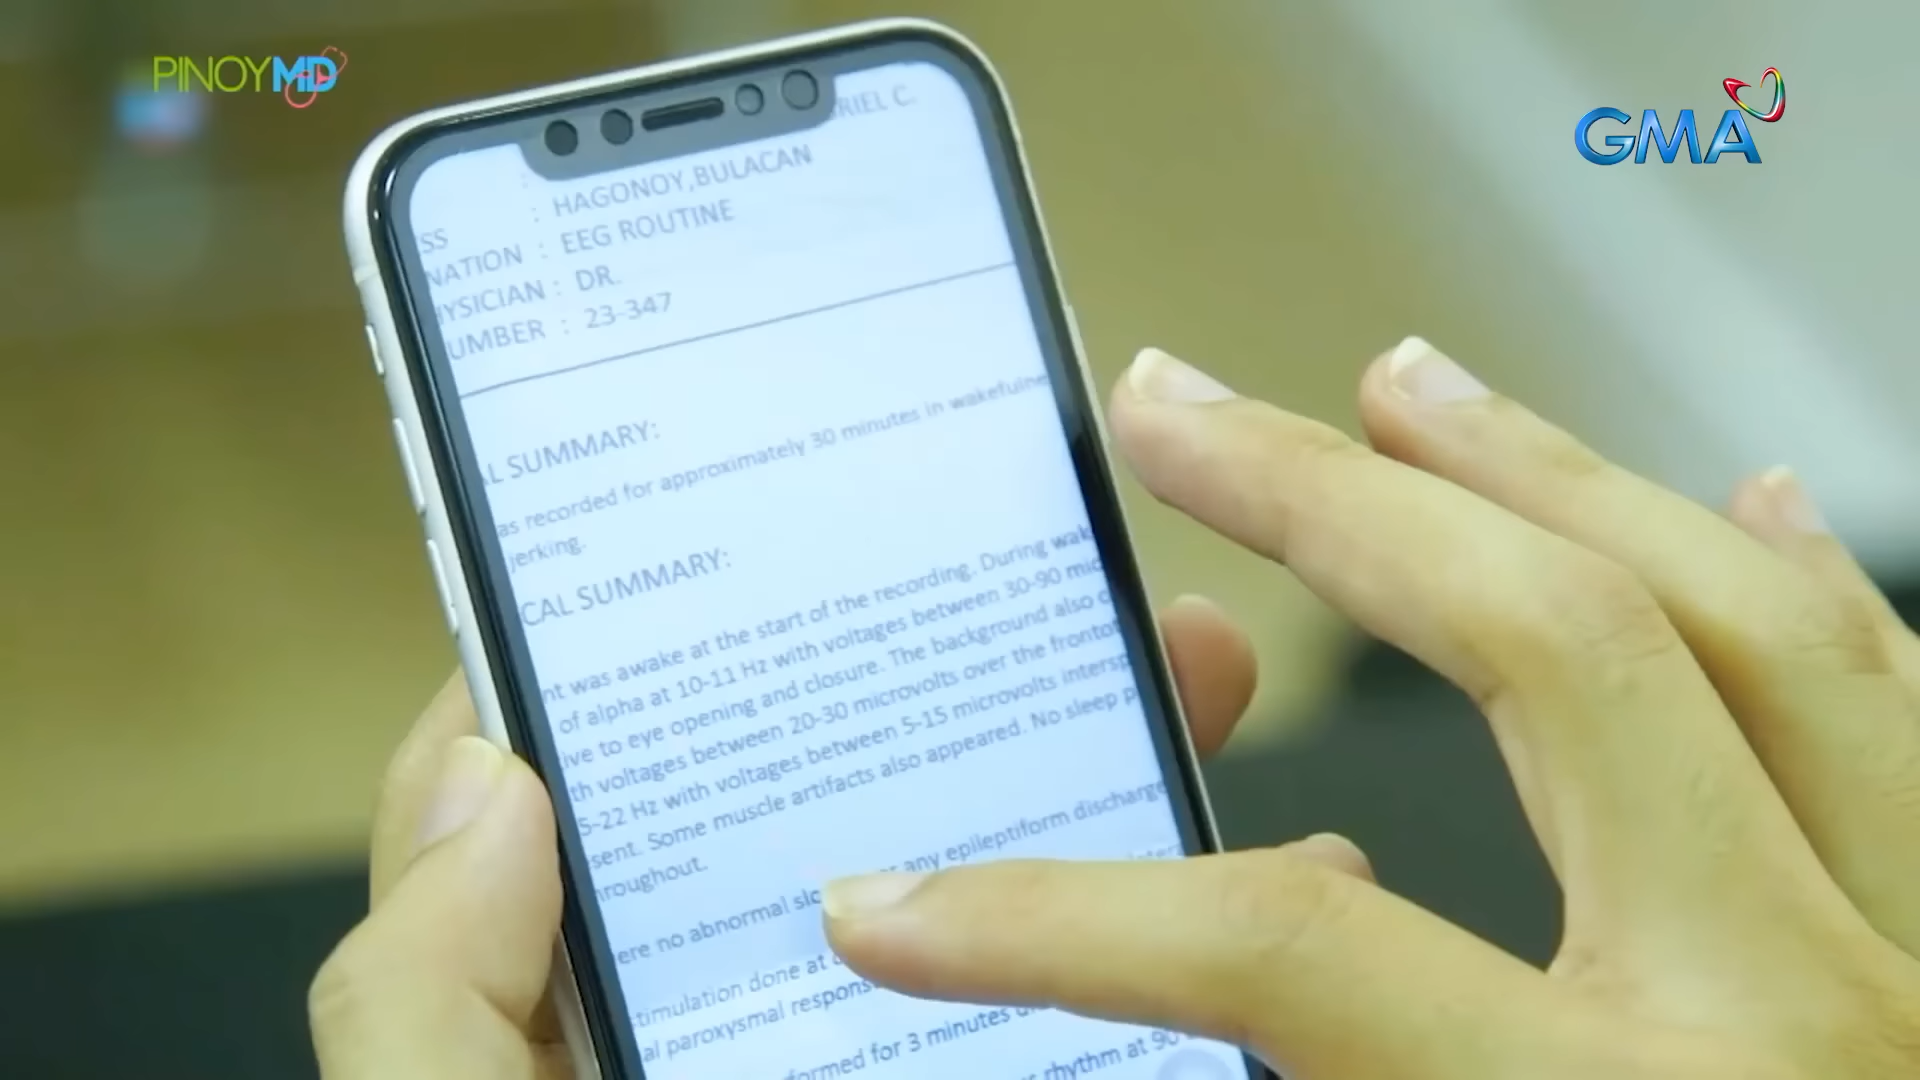 PINOYMD
GMA
RIEL C.
:
SS : HAGONOY,BULACAN
NATION : EEG ROUTINE
HYSICIAN : DR.
UMBER : 23-347
AL SUMMARY:
as recorded for approximately 30 minutes in wakefulne
jerking.
CAL SUMMARY:
nt was awake at the start of the recording. During wak
of alpha at 10-11 Hz with voltages between 30-90 mic
ive to eye opening and closure. The background also c
th voltages between 20-30 microvolts over the frontot
5-22 Hz with voltages between 5-15 microvolts intersp
sent. Some muscle artifacts also appeared. No sleep p
hroughout.
ere no abnormal slo or any epileptiform discharge
timulation done at
al paroxysmal respons
formed for 3 minutes
rhythm at 90